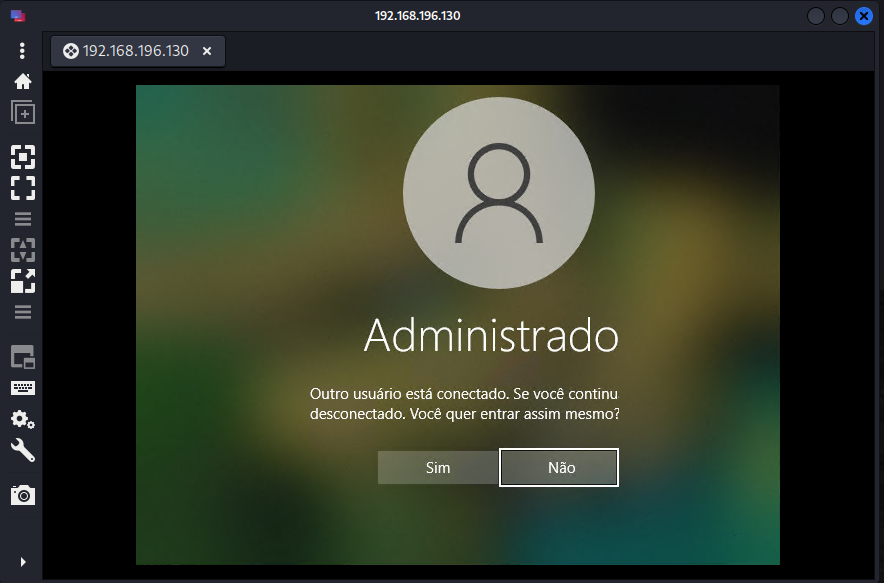 192.168.196.130
192.168.196.130
Administrado
Outro usuário está conectado. Se você continu
desconectado. Você quer entrar assim mesmo?
Sim
Não